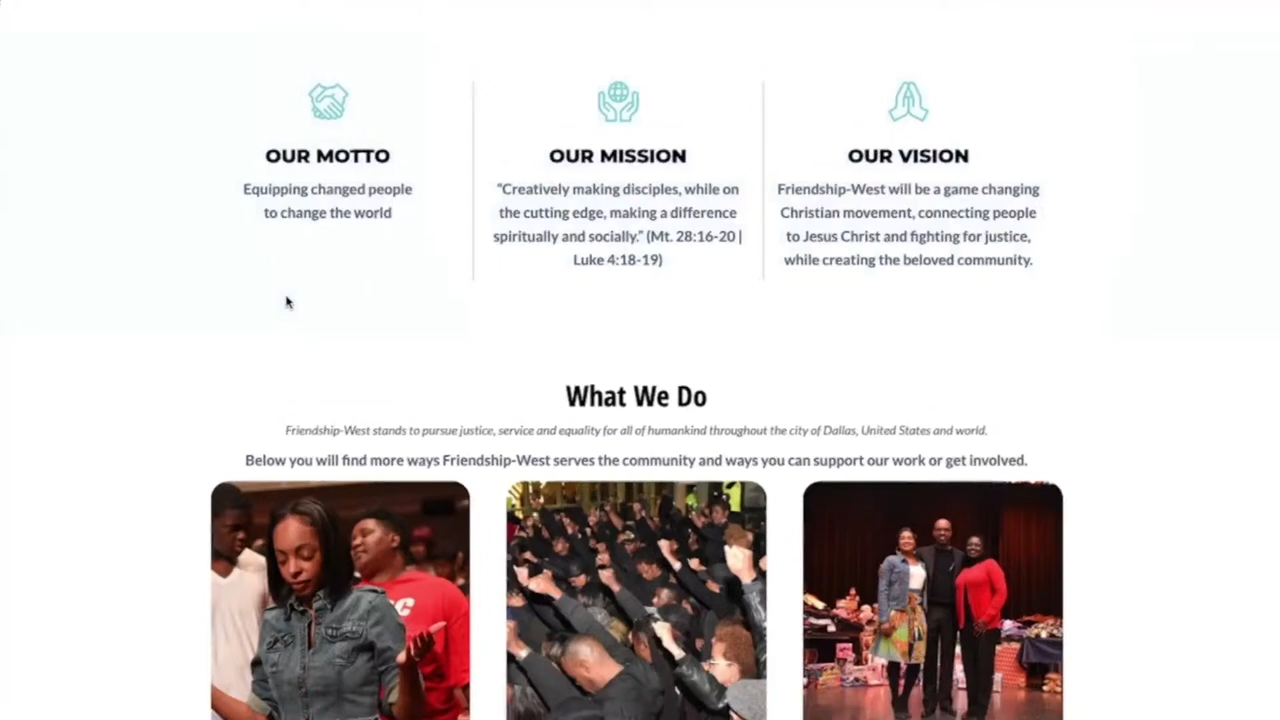 OUR MOTTO
Equipping changed people
to change the world
OUR MISSION
“Creatively making disciples, while on
the cutting edge, making a difference
spiritually and socially.” (Mt. 28:16-20 |
Luke 4:18-19)
OUR VISION
Friendship-West will be a game changing
Christian movement, connecting people
to Jesus Christ and fighting for justice,
while creating the beloved community.
What We Do
Friendship-West stands to pursue justice, service and equality for all of humankind throughout the city of Dallas, United States and world.
Below you will find more ways Friendship-West serves the community and ways you can support our work or get involved.